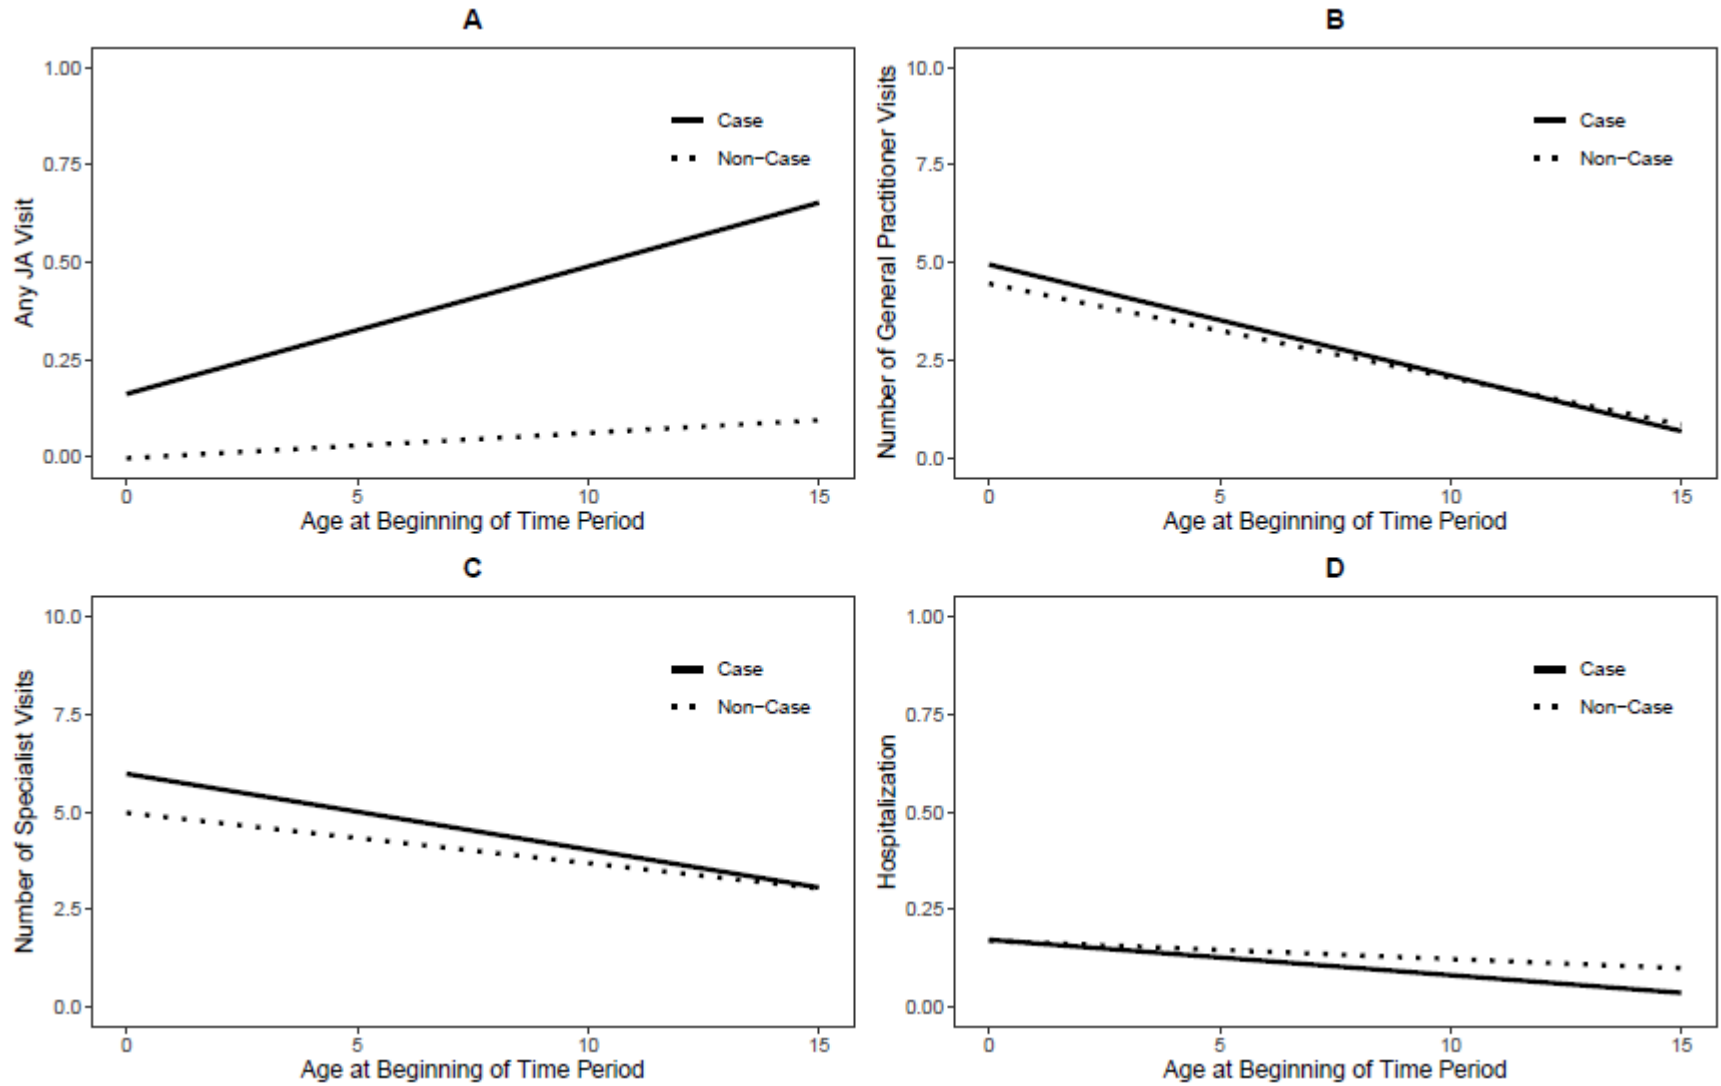 A
Any JA Visit
1.00
0.75
0.50
0.25
0.00
Case
Non-Case
0 5 10 15
Age at Beginning of Time Period
B
Number of General Practitioner Visits
10.0
7.5
5.0
2.5
0.0
Case
Non-Case
0 5 10 15
Age at Beginning of Time Period
C
Number of Specialist Visits
10.0
7.5
5.0
2.5
0.0
Case
Non-Case
0 5 10 15
Age at Beginning of Time Period
D
Hospitalization
1.00
0.75
0.50
0.25
0.00
Case
Non-Case
0 5 10 15
Age at Beginning of Time Period